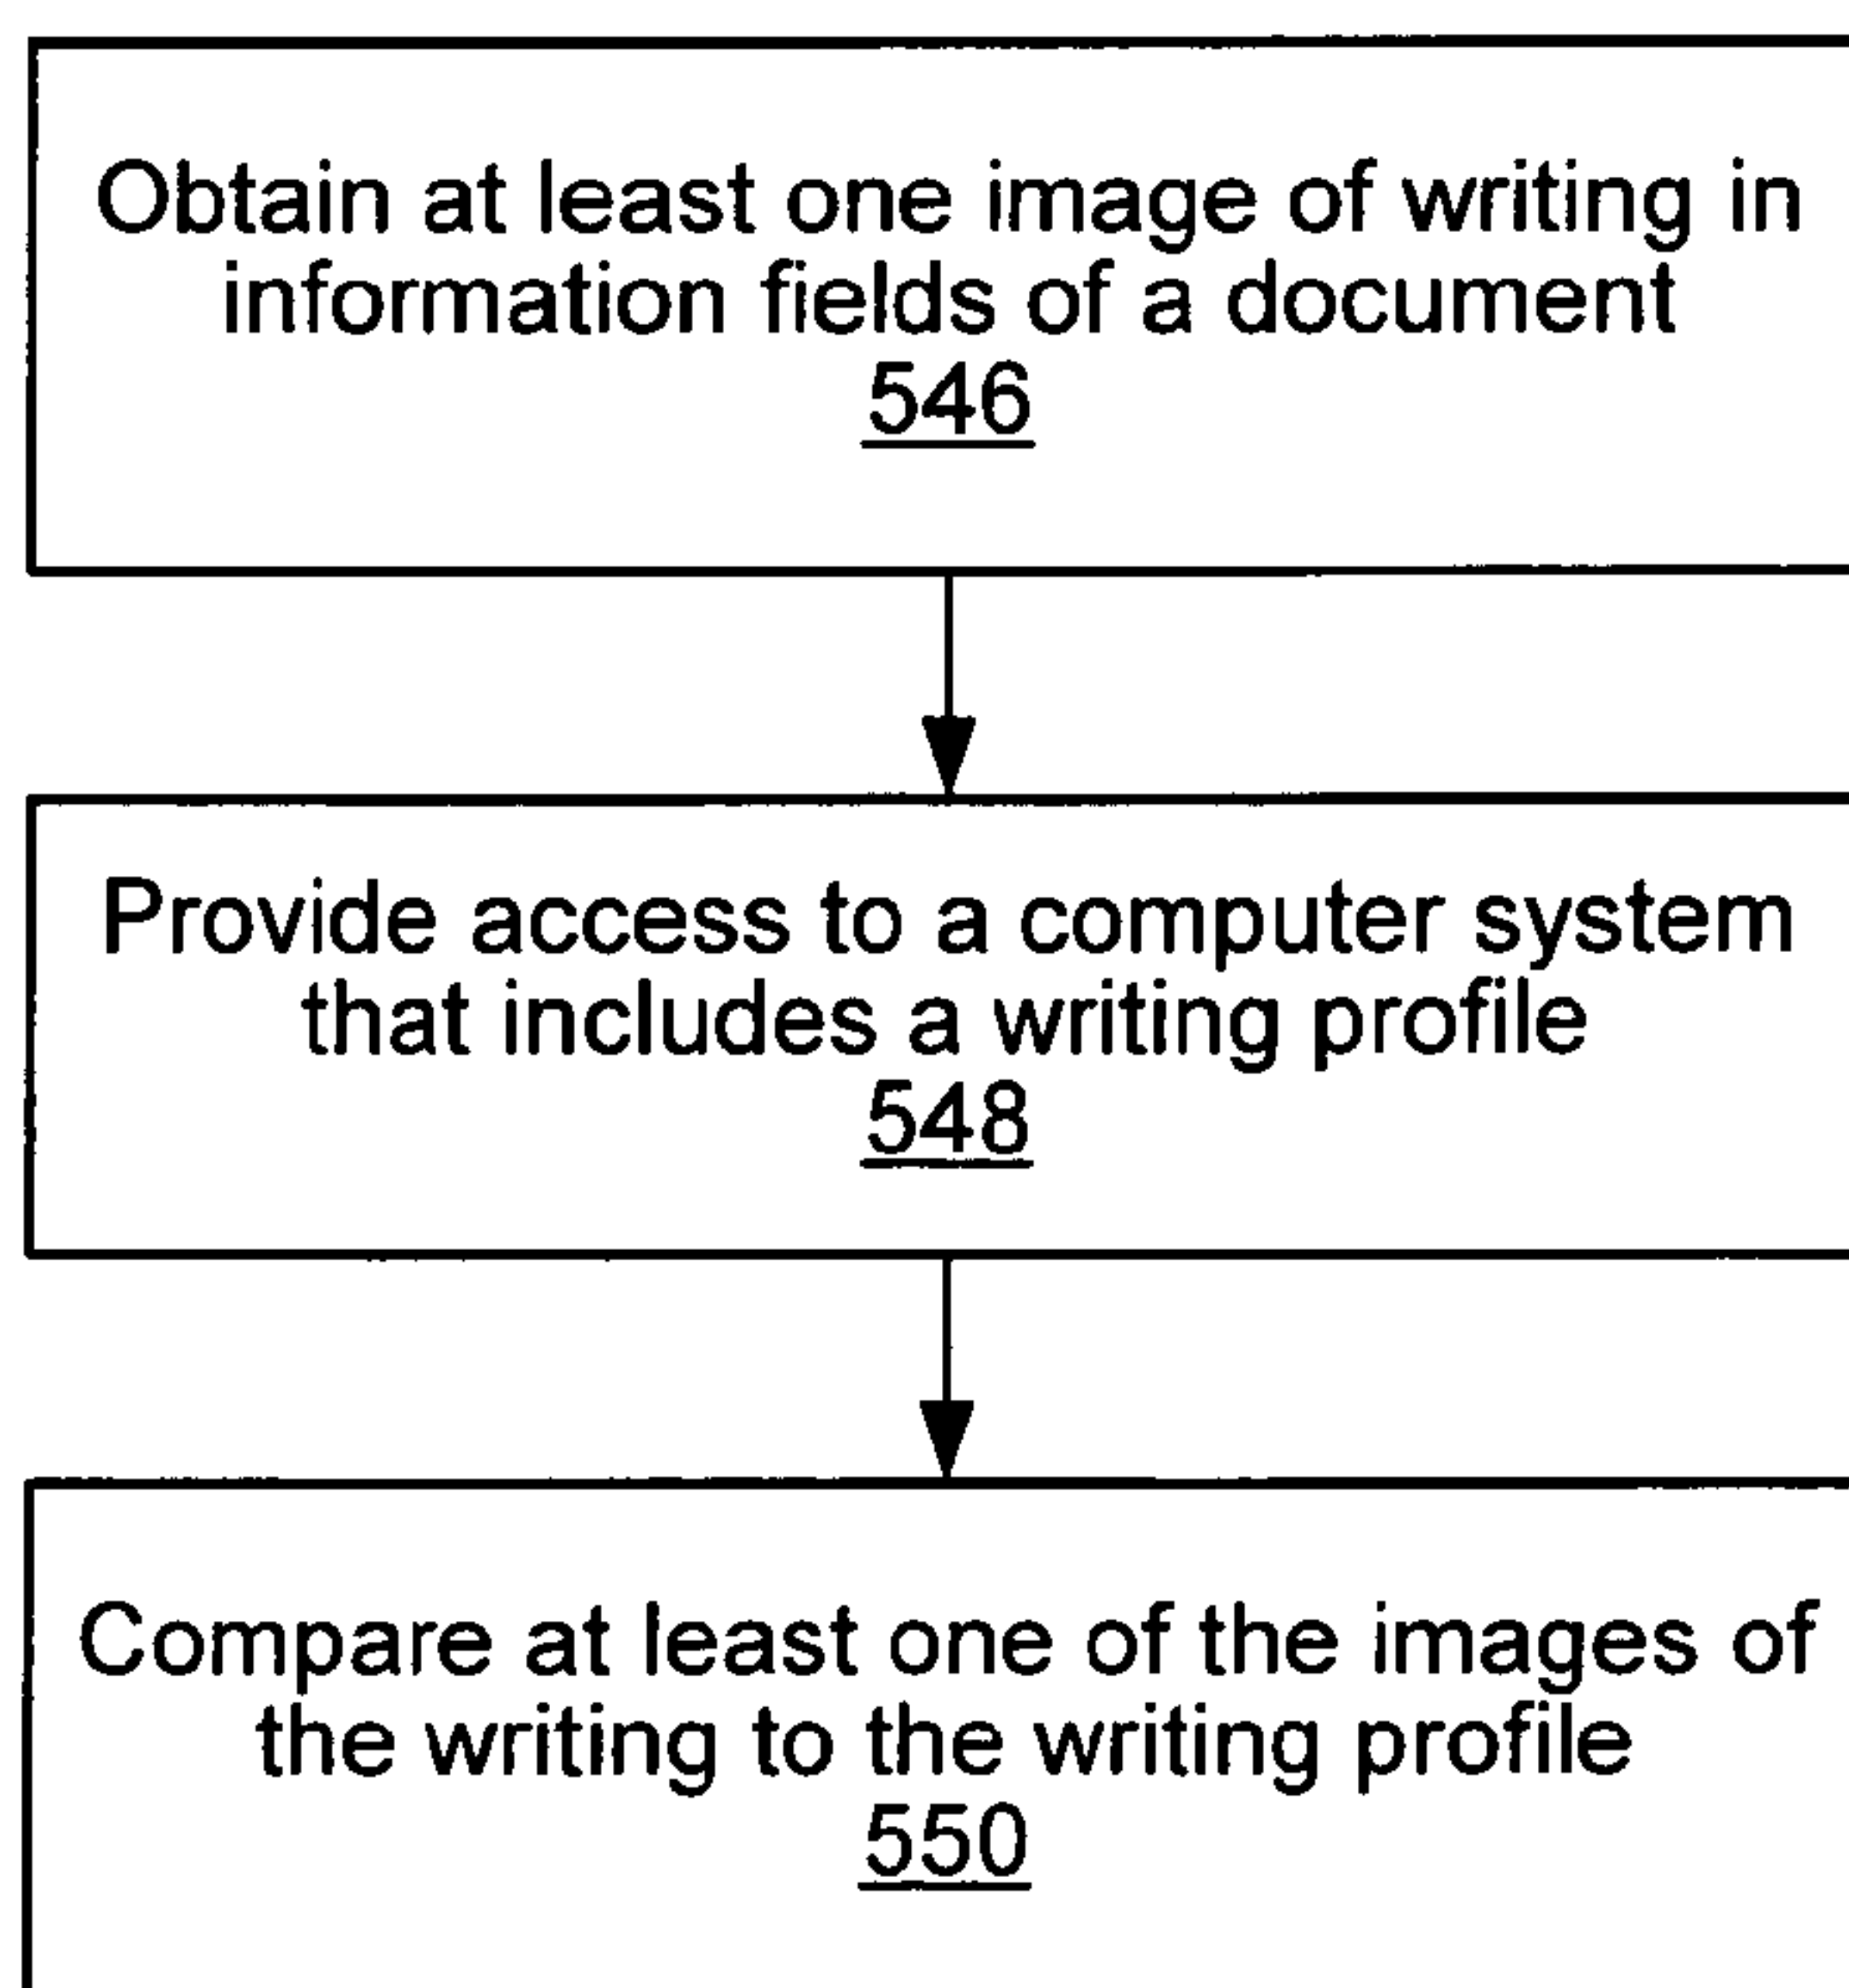 Obtain at least one image of writing in
information fields of a document
546
Provide access to a computer system
that includes a writing profile
548
Compare at least one of the images of
the writing to the writing profile
550